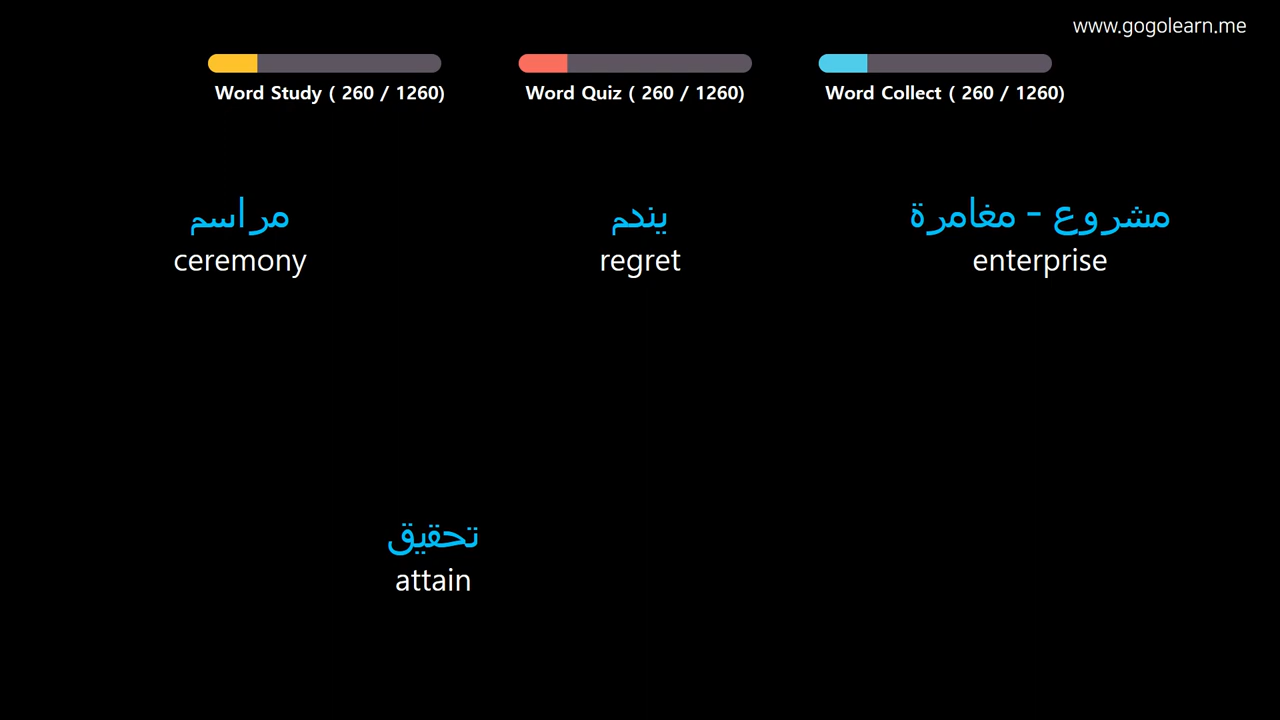 www.gogolearn.me
Word Study ( 260 / 1260)
Word Quiz ( 260 / 1260)
Word Collect ( 260 / 1260)
مراسم
ceremony
يندم
regret
مشروع - مغامرة
enterprise
تحقيق
attain